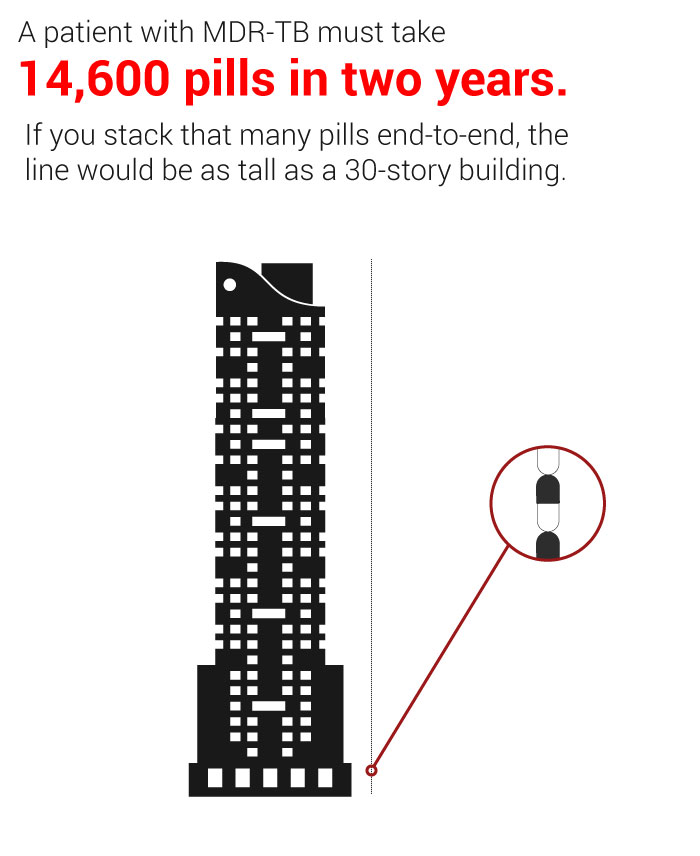 A patient with MDR-TB must take
14,600 pills in two years.
If you stack that many pills end-to-end, the
line would be as tall as a 30-story building.